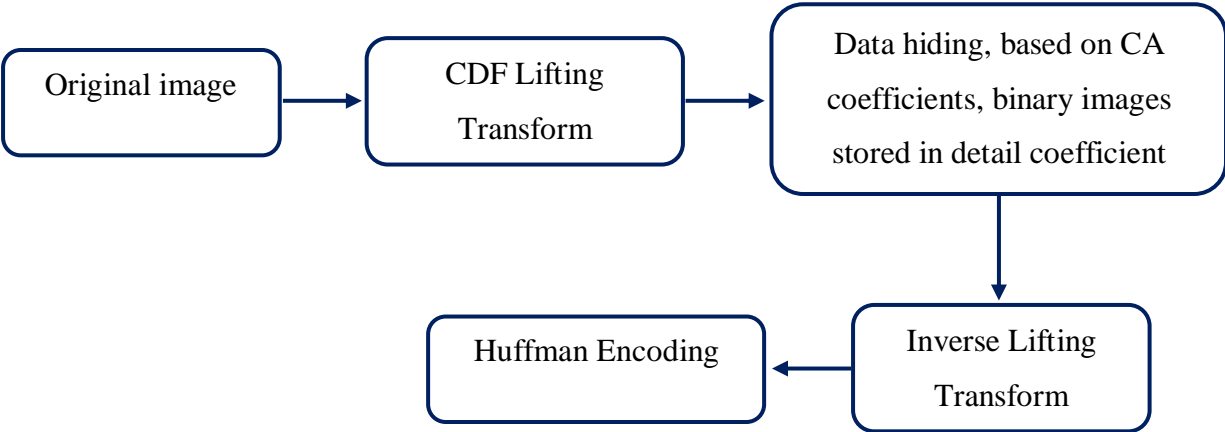 Original image
CDF Lifting
Transform
Data hiding, based on CA
coefficients, binary images
stored in detail coefficient
Inverse Lifting
Transform
Huffman Encoding